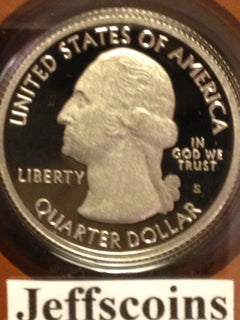 UNITED STATES OF AMERICA
LIBERTY
IN
GOD WE
TRUST
S
QUARTER DOLLAR
Jeffscoins